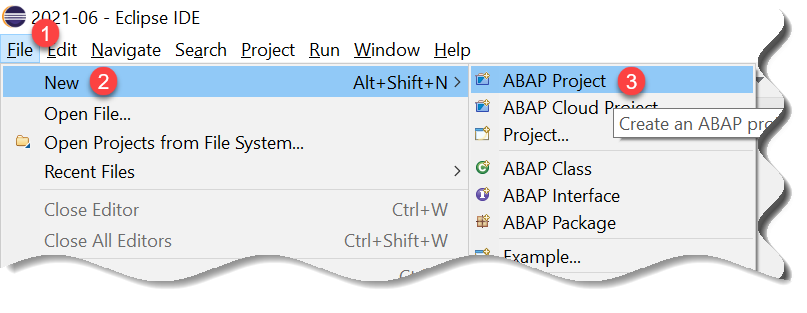 2021-06 - Eclipse IDE
1
File Edit Navigate Search Project Run Window Help
New 2 Alt+Shift+N
Open File...
Open Projects from File System...
Recent Files
Close Editor Ctrl+W
Close All Editors Ctrl+Shift+W
ABAP Project 3
ABAP Cloud Project
Create an ABAP pro
Project...
ABAP Class
ABAP Interface
ABAP Package
Example...